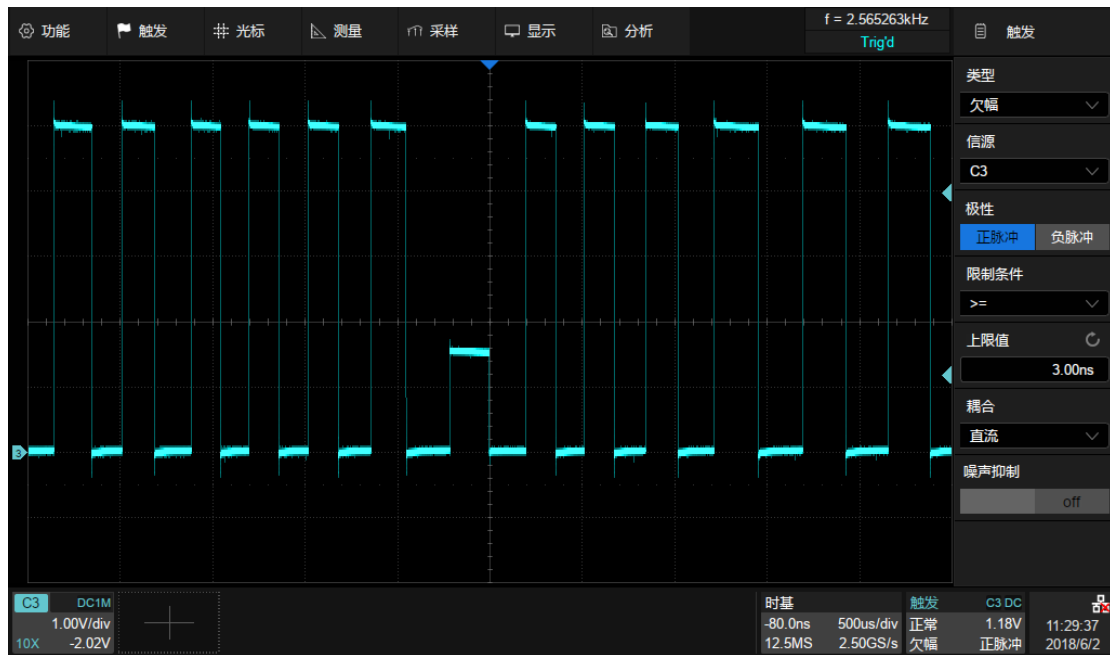 功能
触发
光标
测量
采样
显示
分析
f = 2.565263kHz
Trig'd
触发
类型
欠幅
信源
C3
极性
正脉冲 负脉冲
限制条件
>=
上限值
3.00ns
耦合
直流
噪声抑制
off
3
C3 DC1M
1.00V/div
10X -2.02V
时基
-80.0ns 500us/div
12.5MS 2.50GS/s
触发 C3 DC
正常 1.18V
欠幅 正脉冲
11:29:37
2018/6/2